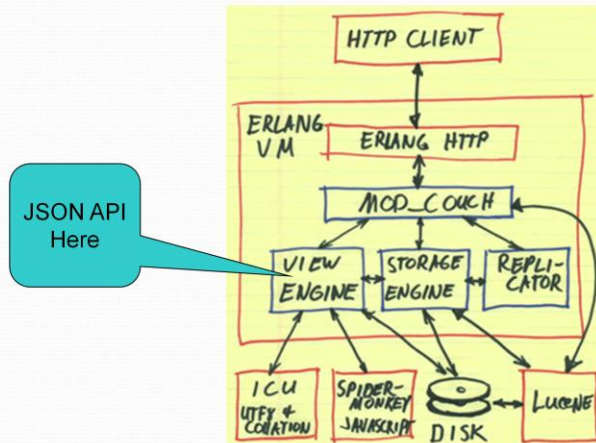 HTTP CLIENT
ERLANG
VM
ERLANG HTTP
MOD_COUCH
JSON API
Here
VIEW
ENGINE
STORAGE
ENGINE
REPLI-
CATOR
ICU
UTF8 &
COLLATION
SPIDER-
MONKEY
JAVASCRIPT
DISK
LUCENE